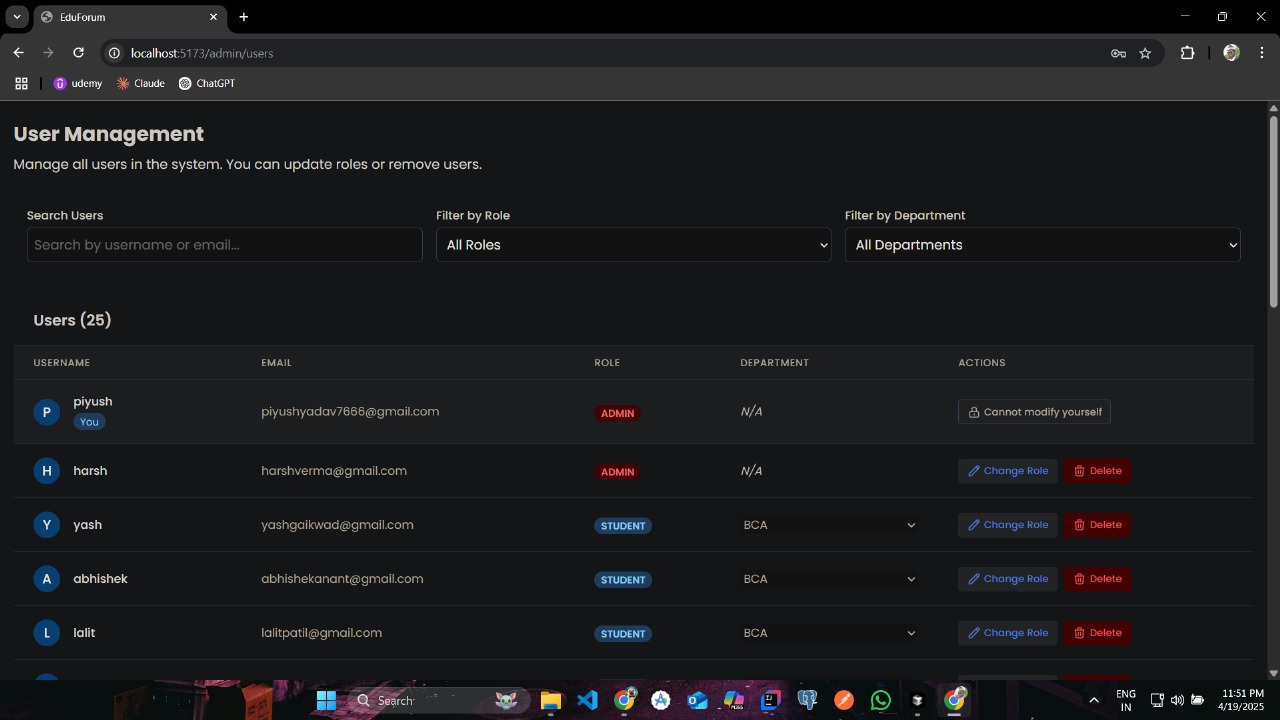 EduForum
localhost:5173/admin/users
udemy Claude ChatGPT
User Management
Manage all users in the system. You can update roles or remove users.
Search Users Filter by Role Filter by Department
Search by username or email... All Roles All Departments
Users (25)
USERNAME EMAIL ROLE DEPARTMENT ACTIONS
P piyush You piyushyadav7666@gmail.com ADMIN N/A Cannot modify yourself
H harsh harshverma@gmail.com ADMIN N/A Change Role Delete
Y yash yashgaikwad@gmail.com STUDENT BCA Change Role Delete
A abhishek abhishekanant@gmail.com STUDENT BCA Change Role Delete
L lalit lalitpatil@gmail.com STUDENT BCA Change Role Delete
Search ENG IN 11:51 PM 4/19/2025